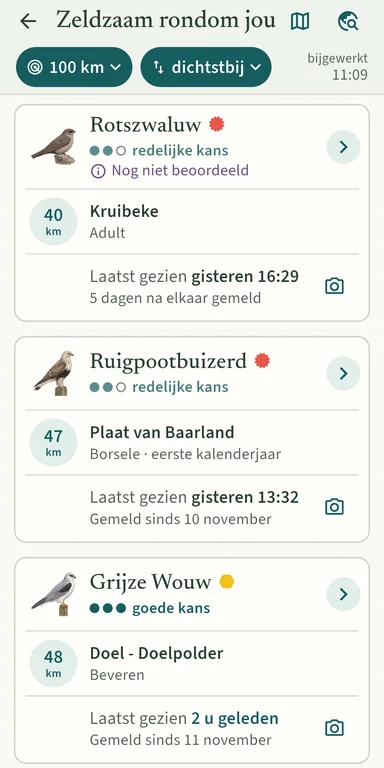 Zeldzaam rondom jou
100 km
dichtstbij
bijgewerkt
11:09
Rotszwaluw
redelijke kans
Nog niet beoordeeld
40
km
Kruibeke
Adult
Laatst gezien gisteren 16:29
5 dagen na elkaar gemeld
Ruigpootbuizerd
redelijke kans
47
km
Plaat van Baarland
Borsele · eerste kalenderjaar
Laatst gezien gisteren 13:32
Gemeld sinds 10 november
Grijze Wouw
goede kans
48
km
Doel - Doelpolder
Beveren
Laatst gezien 2 u geleden
Gemeld sinds 11 november